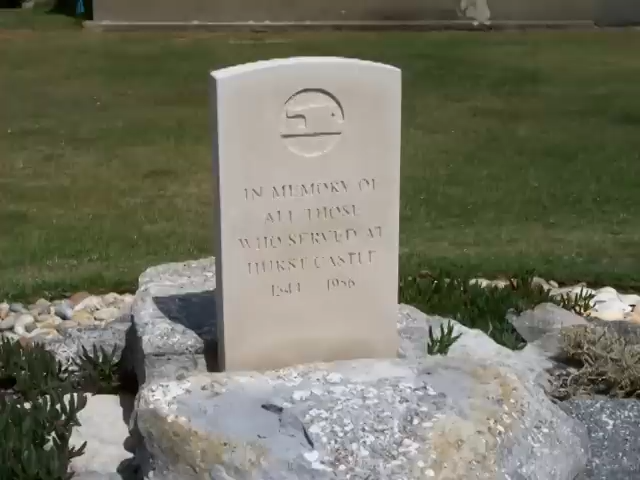 IN MEMORY OF
ALL THOSE
WHO SERVED AT
HURST CASTLE
1544 1956